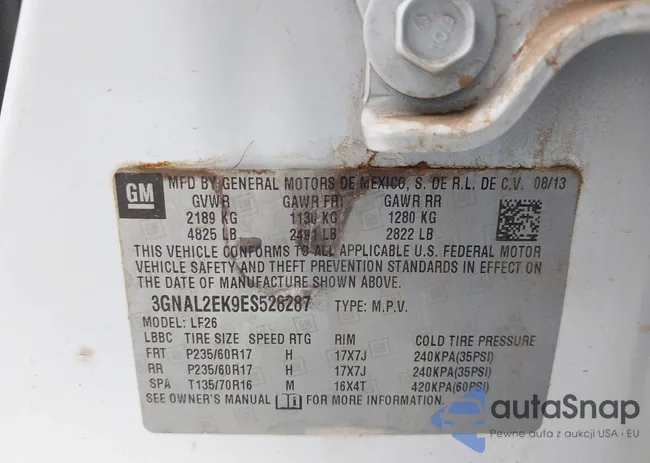 GM MFD BY GENERAL MOTORS DE MEXICO, S. DE R.L. DE C.V. 08/13
GVWR GAWR FRT GAWR RR
2189 KG 1130 KG 1280 KG
4825 LB 2491 LB 2822 LB
THIS VEHICLE CONFORMS TO ALL APPLICABLE U.S. FEDERAL MOTOR
VEHICLE SAFETY AND THEFT PREVENTION STANDARDS IN EFFECT ON
THE DATE OF MANUFACTURE SHOWN ABOVE.
3GNAL2EK9ES526287 TYPE: M.P.V.
MODEL: LF26
LBBC TIRE SIZE SPEED RTG RIM COLD TIRE PRESSURE
FRT P235/60R17 H 17X7J 240KPA(35PSI)
RR P235/60R17 H 17X7J 240KPA(35PSI)
SPA T135/70R16 M 16X4T 420KPA(60PSI)
SEE OWNER'S MANUAL FOR MORE INFORMATION.
autaSnap
Pewne auta z aukcji USA i EU